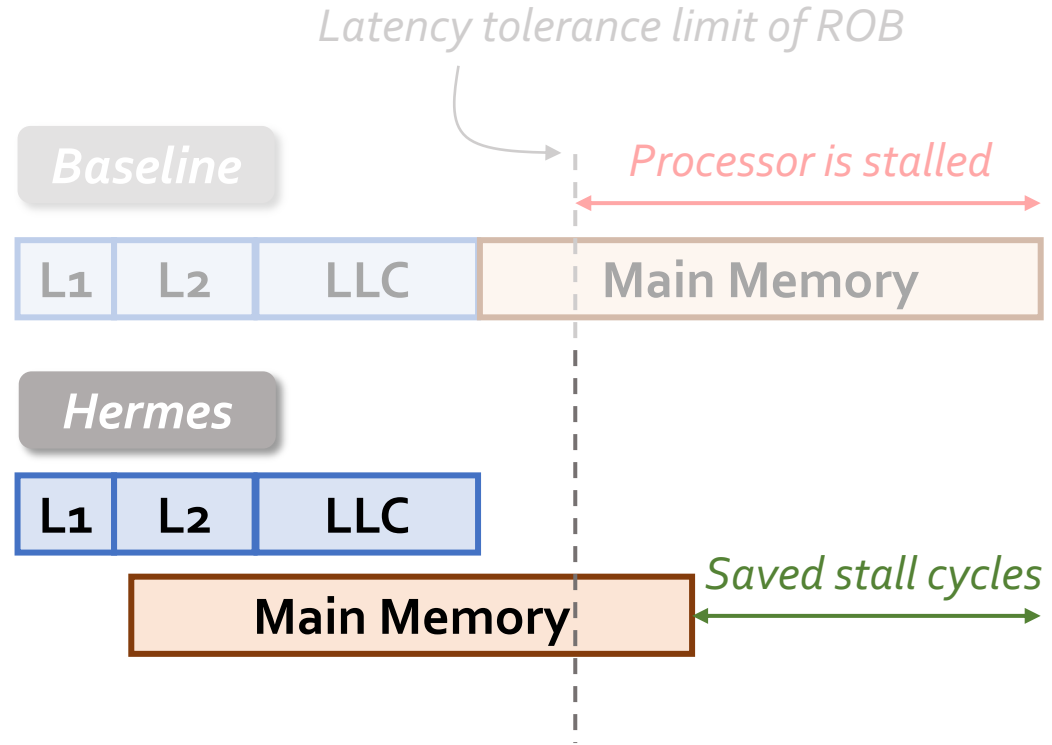 Latency tolerance limit of ROB
Baseline
Processor is stalled
L1 L2 LLC Main Memory
Hermes
L1 L2 LLC
Saved stall cycles
Main Memory